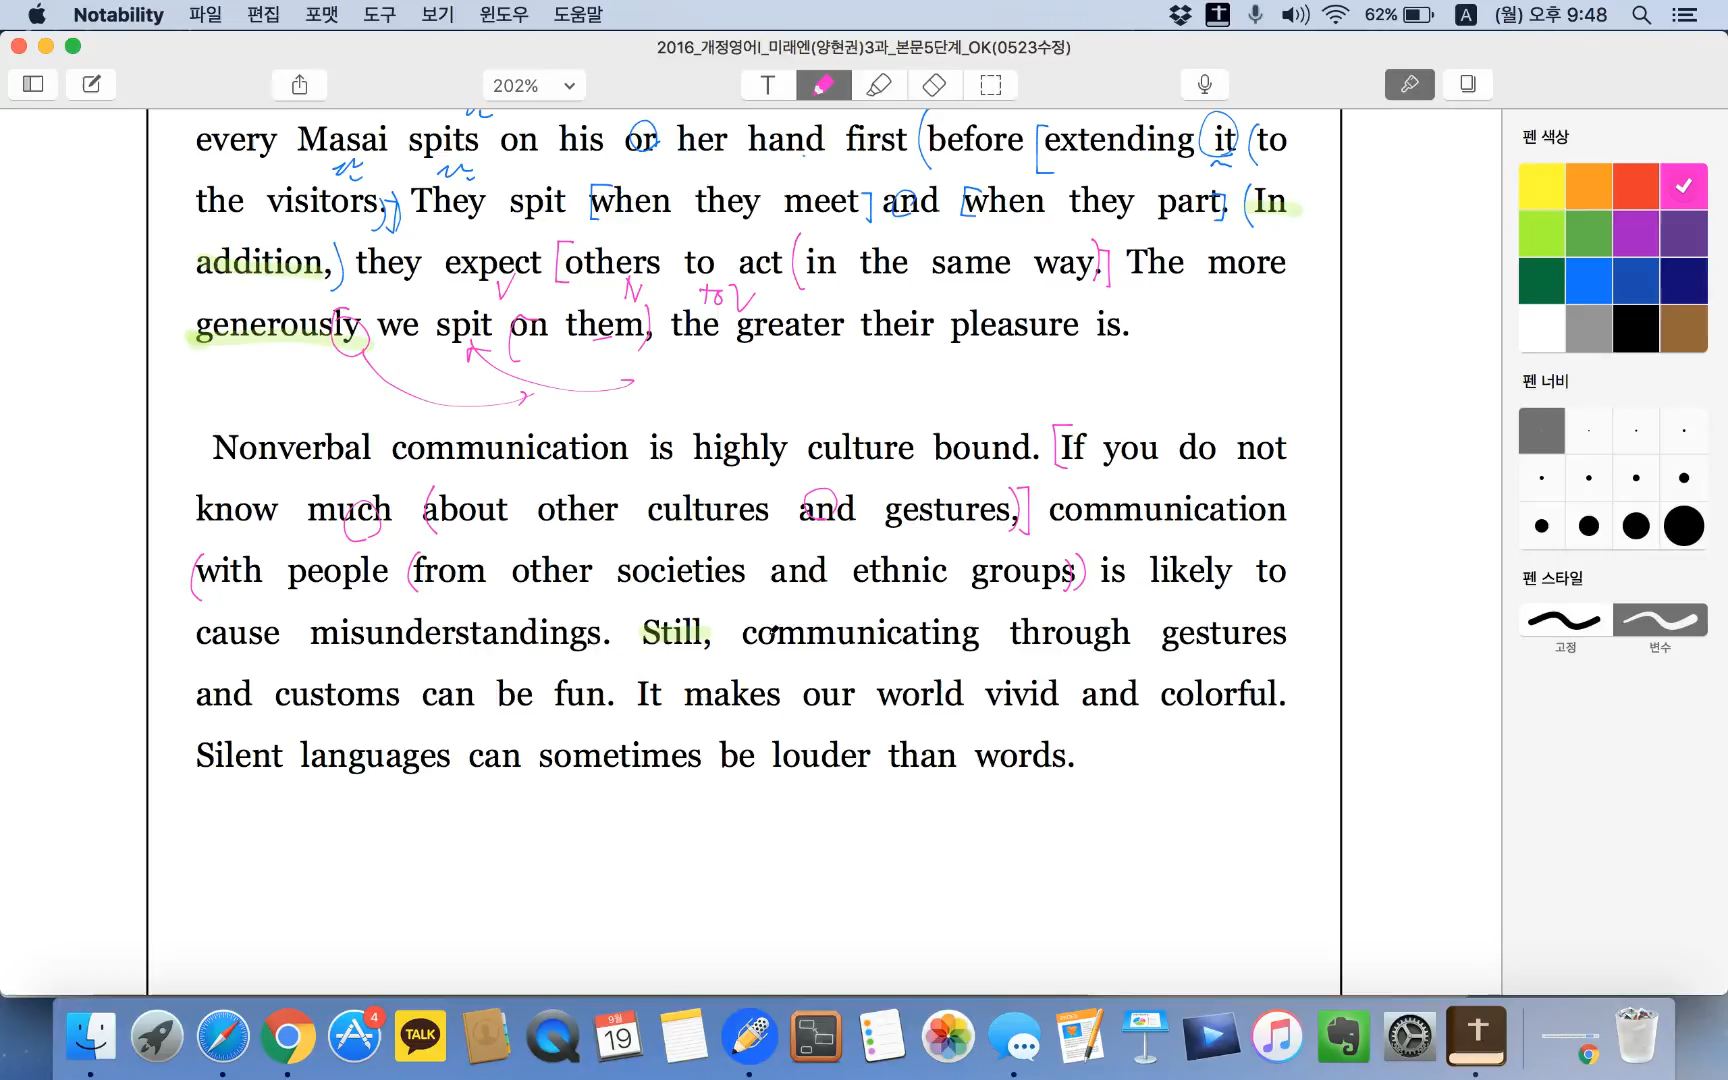 Notability 파일 편집 포맷 도구 보기 윈도우 도움말 62% A (월) 오후 9:48
2016_개정영어I_미래엔(양현권)3과_본문5단계_OK(0523수정)
202% T
every Masai spits on his or her hand first before extending it to
the visitors. They spit when they meet and when they part. In
addition, they expect others to act in the same way. The more
V N to V
generously we spit on them, the greater their pleasure is.
Nonverbal communication is highly culture bound. If you do not
know much about other cultures and gestures, communication
with people from other societies and ethnic groups is likely to
cause misunderstandings. Still, communicating through gestures
and customs can be fun. It makes our world vivid and colorful.
Silent languages can sometimes be louder than words.
펜 색상
펜 너비
펜 스타일
고정 변수
4
TALK
9월
19